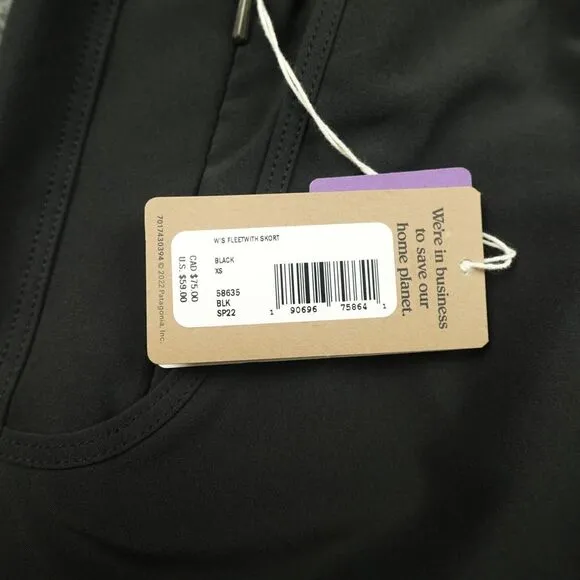 W'S FLEETWITH SKORT
BLACK
XS
58635
BLK
SP22
1 90696 75864 1
CAD $75.00
U.S. $59.00
7017430394 © 2022 Patagonia, Inc.
We're in business
to save our
home planet.